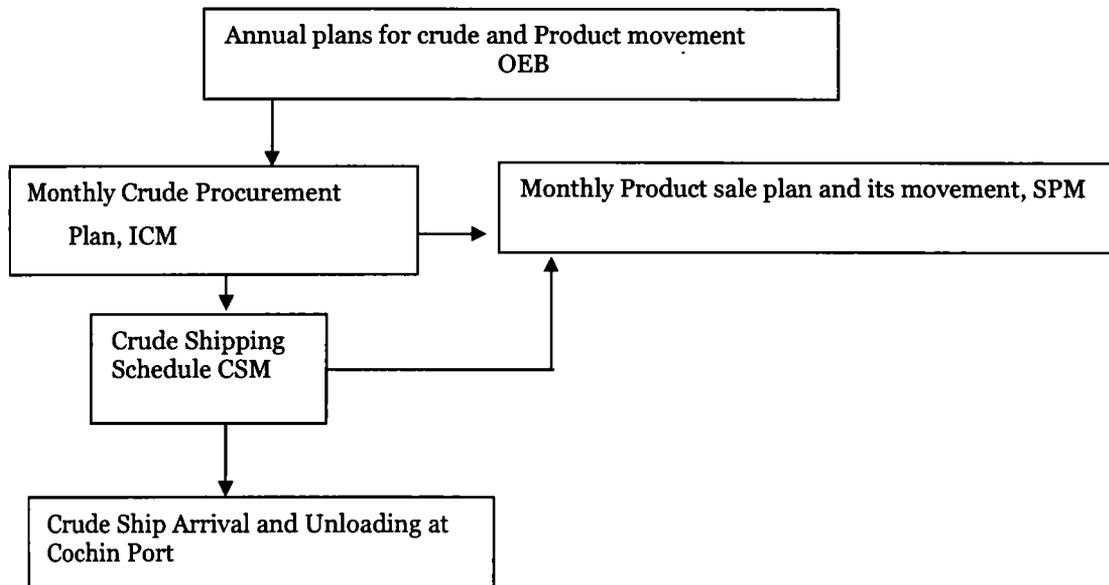 Annual plans for crude and Product movement
OEB
Monthly Crude Procurement
Plan, ICM
Monthly Product sale plan and its movement, SPM
Crude Shipping
Schedule CSM
Crude Ship Arrival and Unloading at
Cochin Port